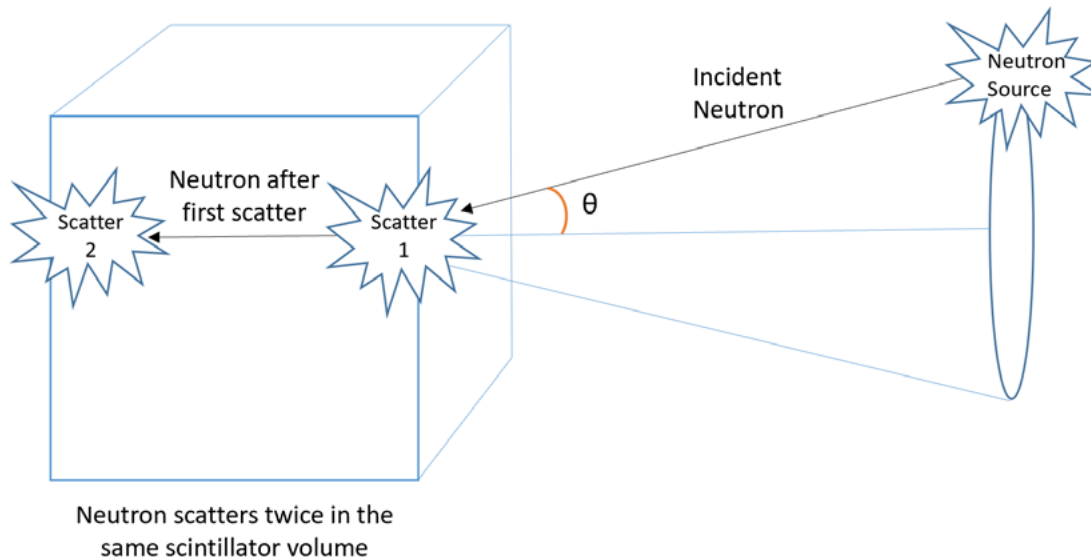 Neutron
Source
Incident
Neutron
θ
Neutron after
first scatter
Scatter
1
Scatter
2
Neutron scatters twice in the
same scintillator volume